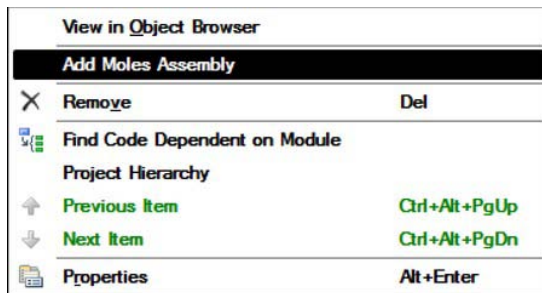 View in Object Browser
Add Moles Assembly
Remove Del
Find Code Dependent on Module
Project Hierarchy
Previous Item Ctrl+Alt+PgUp
Next Item Ctrl+Alt+PgDn
Properties Alt+Enter